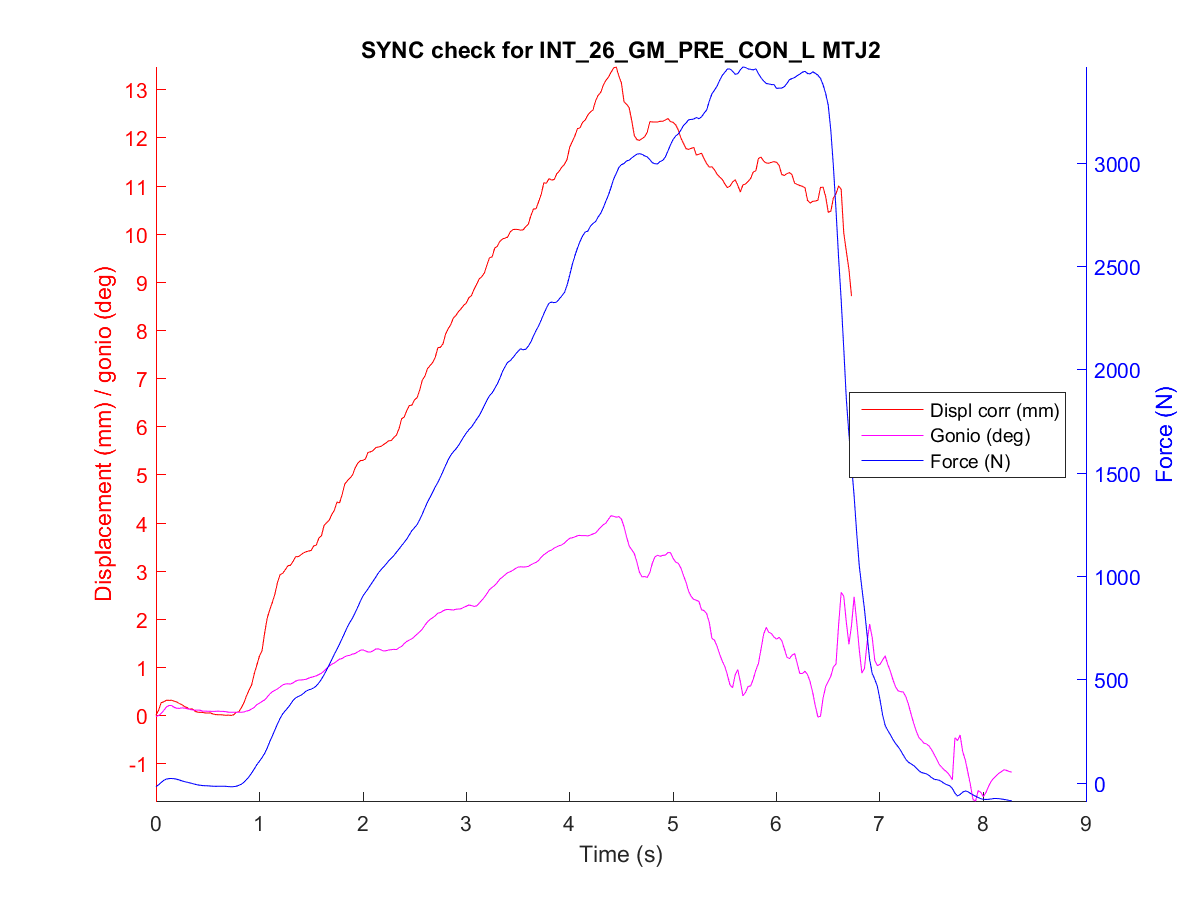 SYNC check for INT_26_GM_PRE_CON_L MTJ2
13
12
11
10
9
8
7
6
5
4
3
2
1
0
-1
Displacement (mm) / gonio (deg)
3000
2500
2000
1500
1000
500
0
Force (N)
Displ corr (mm)
Gonio (deg)
Force (N)
0 1 2 3 4 5 6 7 8 9
Time (s)